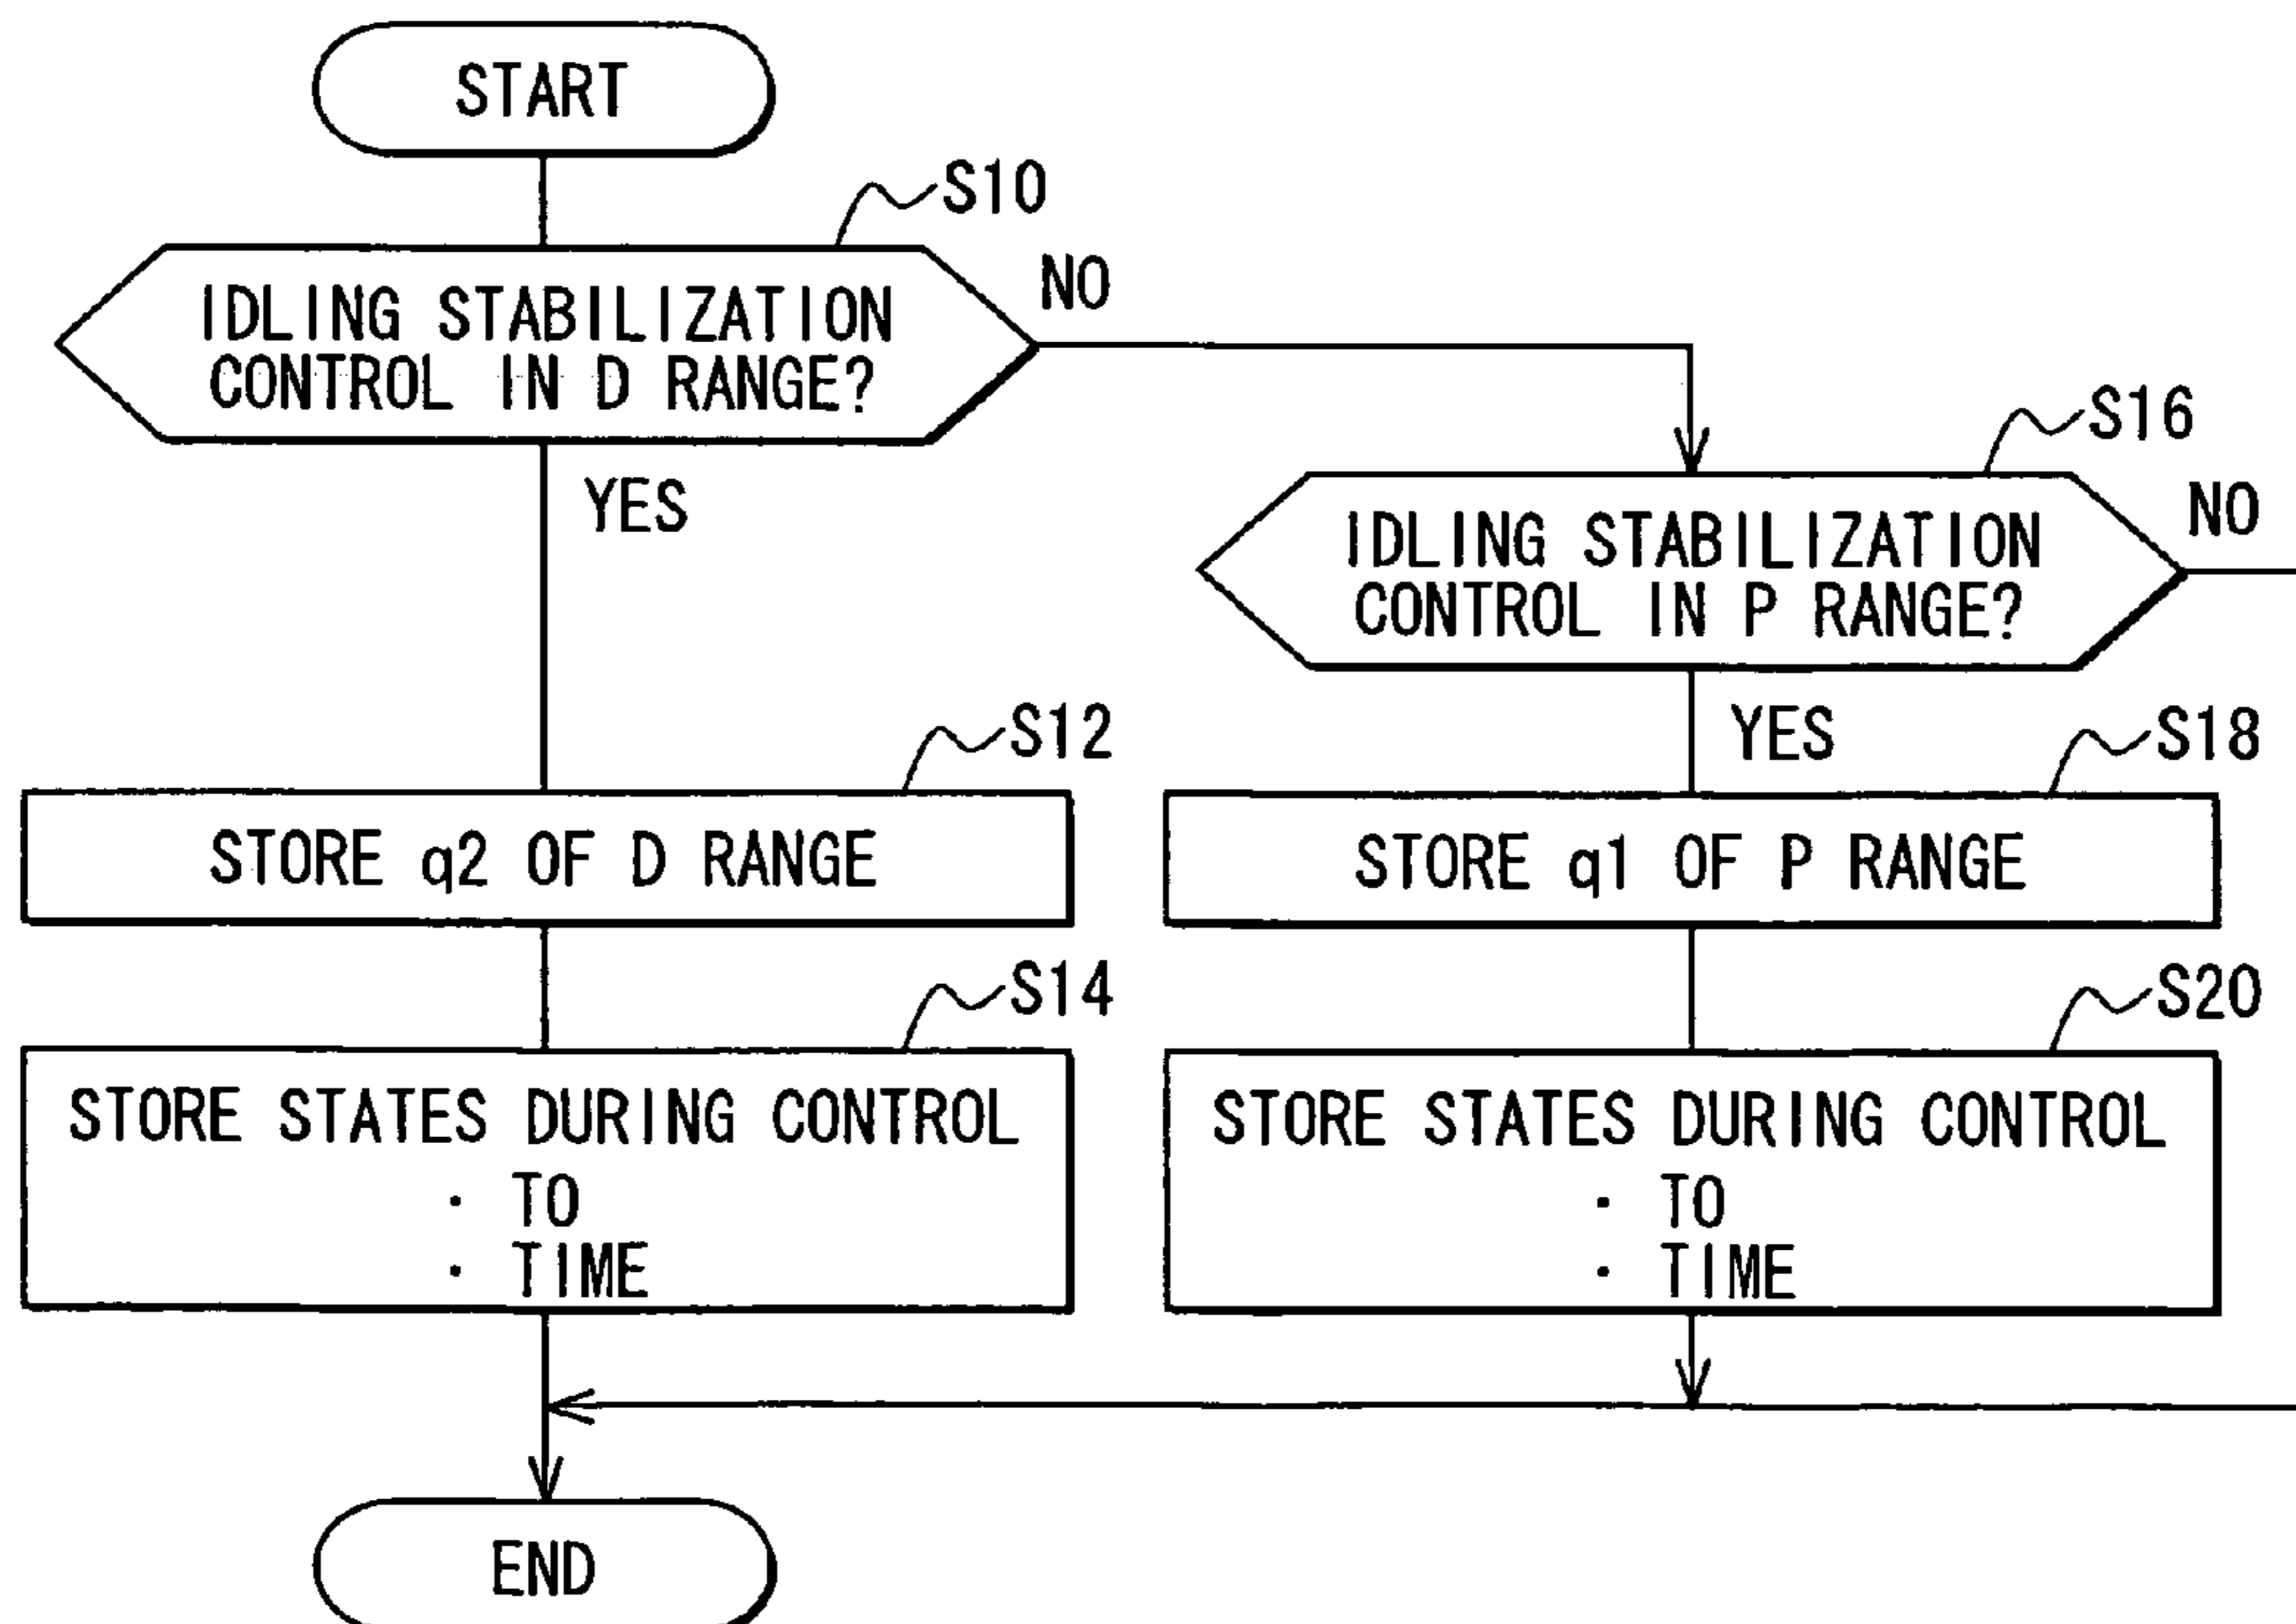 START
S10
IDLING STABILIZATION
CONTROL IN D RANGE?
NO
YES
S16
IDLING STABILIZATION
CONTROL IN P RANGE?
NO
YES
S12
STORE q2 OF D RANGE
S18
STORE q1 OF P RANGE
S14
STORE STATES DURING CONTROL
· TO
· TIME
S20
STORE STATES DURING CONTROL
· TO
· TIME
END